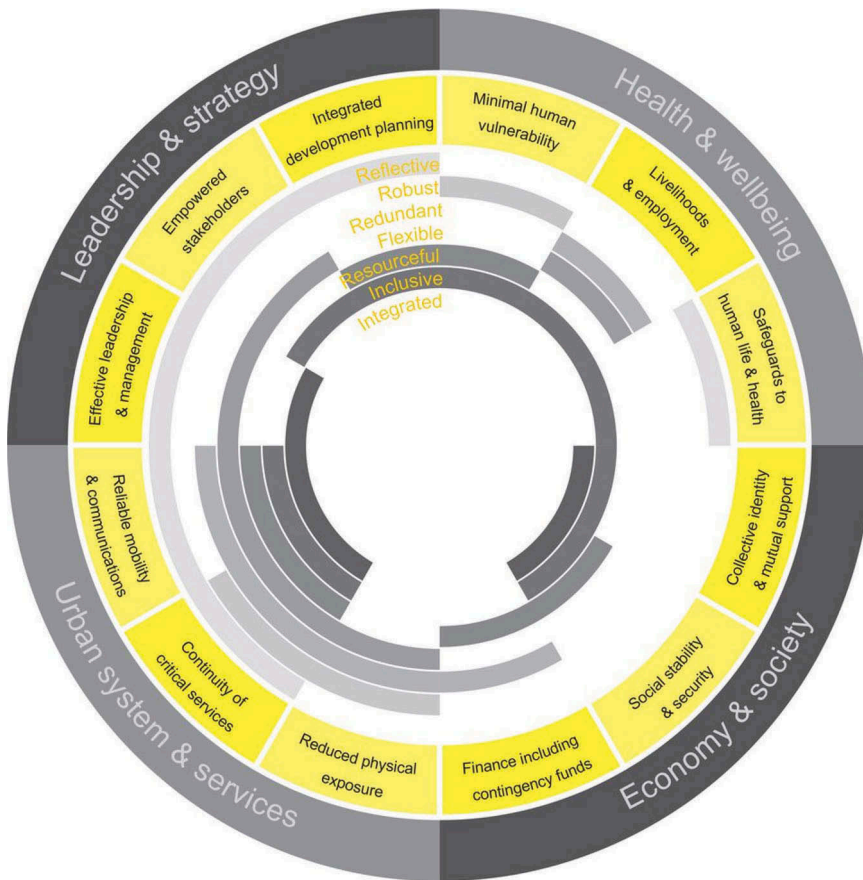 Leadership & strategy
Health & wellbeing
Economy & society
Urban system & services
Integrated
development planning
Minimal human
vulnerability
Livelihoods
& employment
Safeguards to
human life & health
Collective identity
& mutual support
Social stability
& security
Finance including
contingency funds
Reduced physical
exposure
Continuity of
critical services
Reliable mobility
& communications
Effective leadership
& management
Empowered
stakeholders
Reflective
Robust
Redundant
Flexible
Resourceful
Inclusive
Integrated